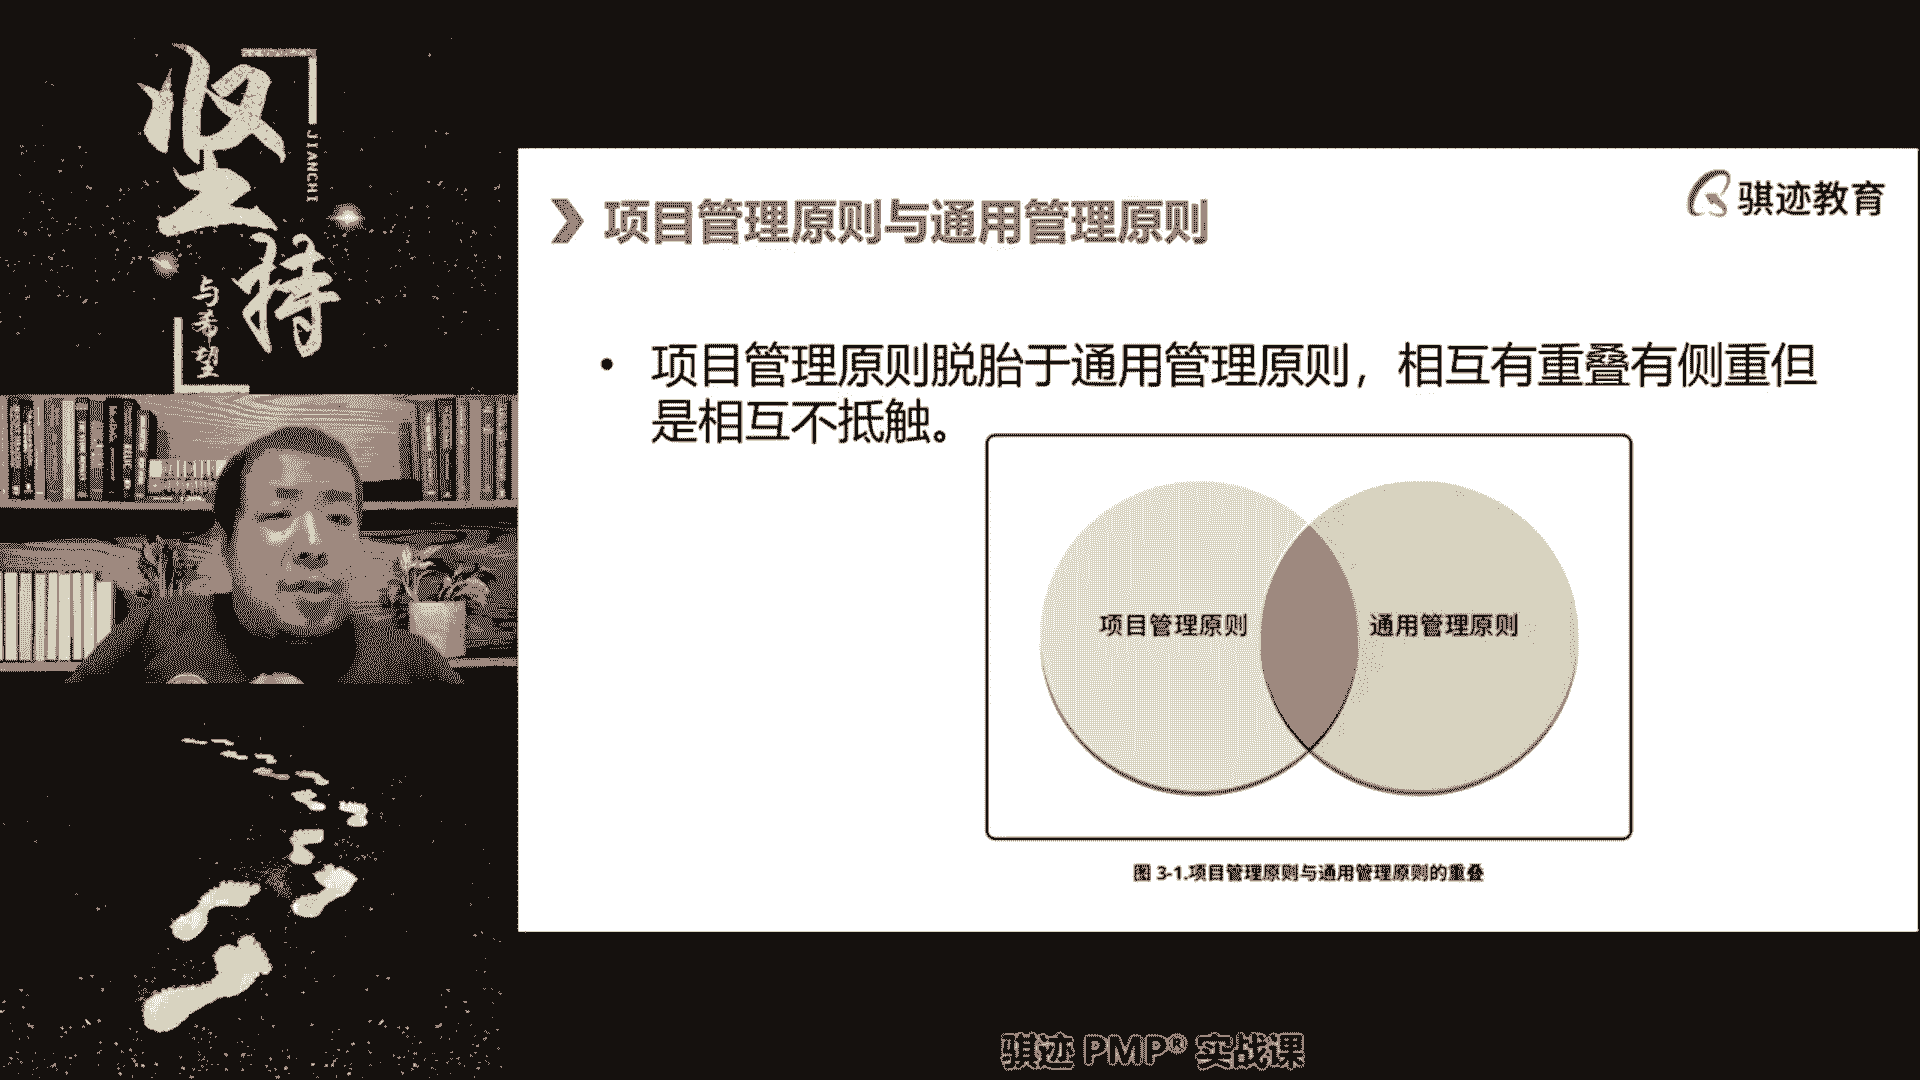 坚持
JIANCHI
与希望
骐迹教育
项目管理原则与通用管理原则
• 项目管理原则脱胎于通用管理原则，相互有重叠有侧重但
是相互不抵触。
项目管理原则
通用管理原则
图 3-1.项目管理原则与通用管理原则的重叠
骐迹 PMP® 实战课